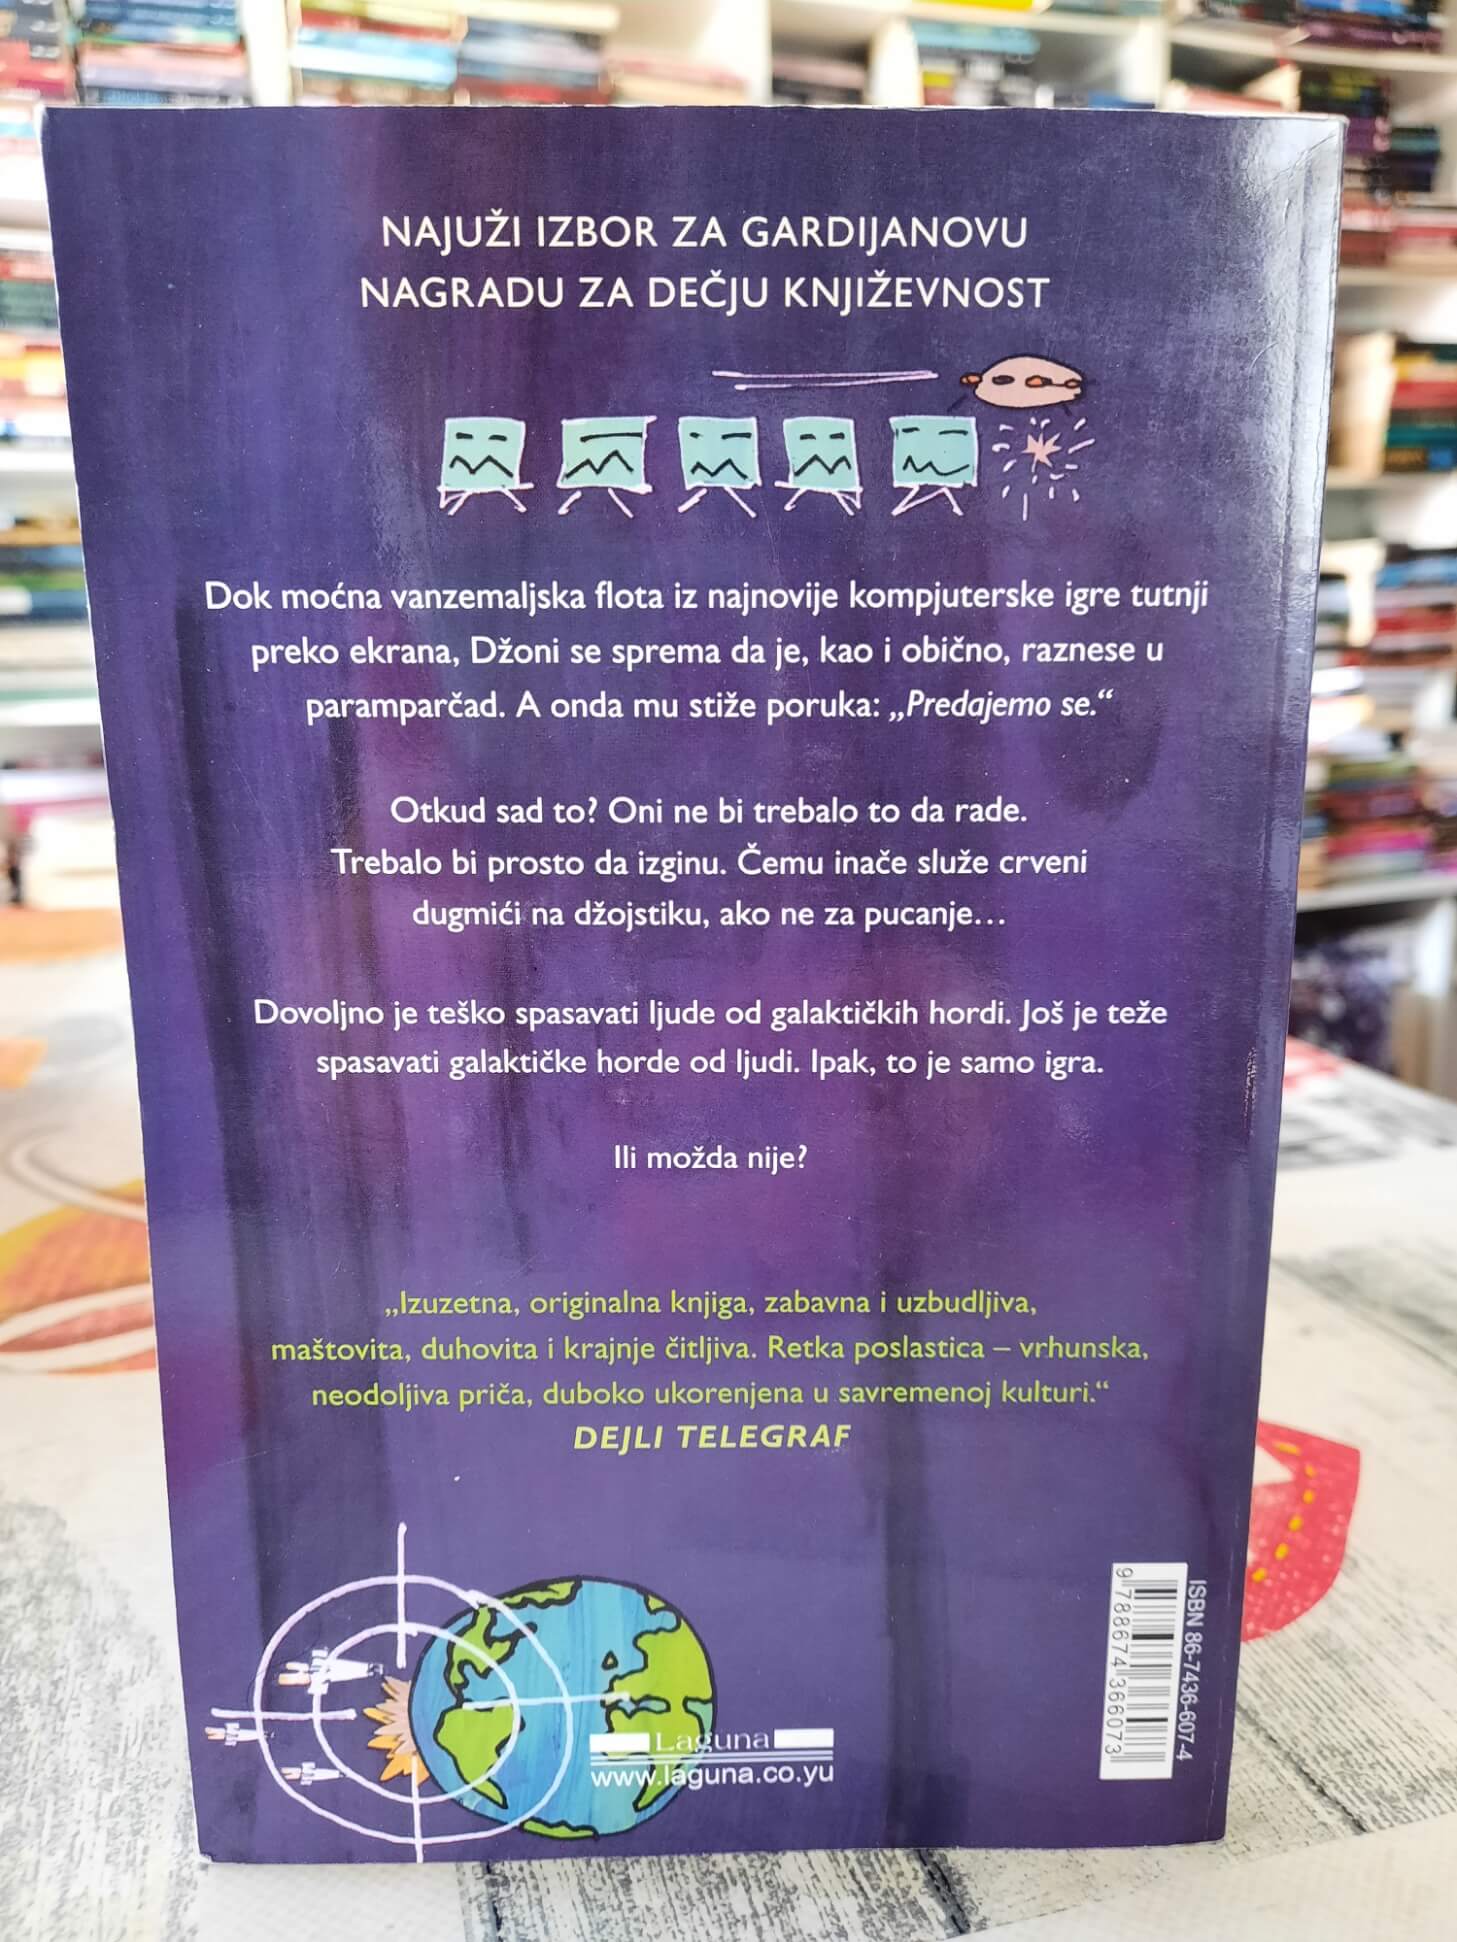 NAJUŽI IZBOR ZA GARDIJANOVU
NAGRADU ZA DEČJU KNJIŽEVNOST
Dok moćna vanzemaljska flota iz najnovije kompjuterske igre tutnji
preko ekrana, Džoni se sprema da je, kao i obično, raznese u
paramparčad. A onda mu stiže poruka: „Predajemo se.“
Otkud sad to? Oni ne bi trebalo to da rade.
Trebalo bi prosto da izginu. Čemu inače služe crveni
dugmići na džojstiku, ako ne za pucanje...
Dovoljno je teško spasavati ljude od galaktičkih hordi. Još je teže
spasavati galaktičke horde od ljudi. Ipak, to je samo igra.
Ili možda nije?
„Izuzetna, originalna knjiga, zabavna i uzbudljiva,
maštovita, duhovita i krajnje čitljiva. Retka poslastica – vrhunska,
neodoljiva priča, duboko ukorenjena u savremenoj kulturi.“
DEJLI TELEGRAF
Laguna
www.laguna.co.yu
ISBN 86-7436-607-4
9788674366073